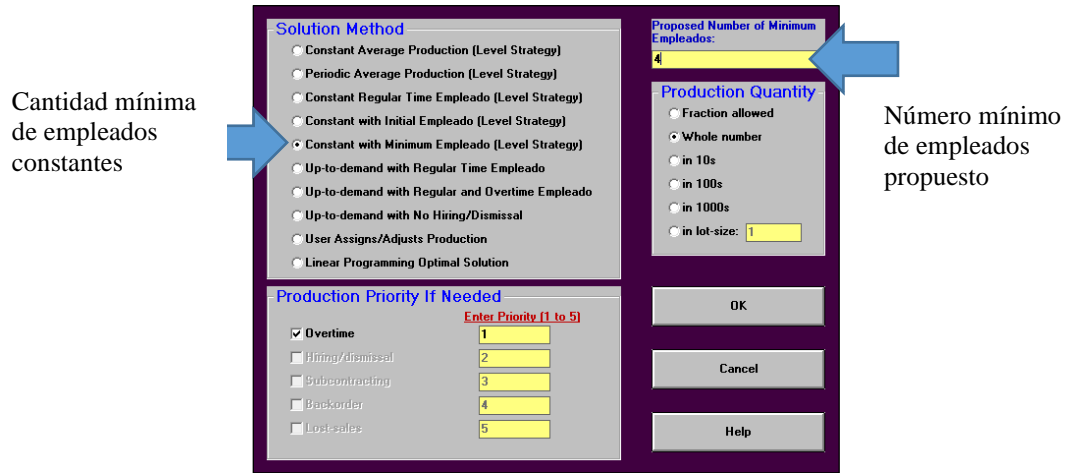 Cantidad mínima
de empleados
constantes
Solution Method
Constant Average Production (Level Strategy)
Periodic Average Production (Level Strategy)
Constant Regular Time Empleado (Level Strategy)
Constant with Initial Empleado (Level Strategy)
Constant with Minimum Empleado (Level Strategy)
Up-to-demand with Regular Time Empleado
Up-to-demand with Regular and Overtime Empleado
Up-to-demand with No Hiring/Dismissal
User Assigns/Adjusts Production
Linear Programming Optimal Solution
Production Priority If Needed
Enter Priority (1 to 5)
Overtime 1
Hiring/dismissal 2
Subcontracting 3
Backorder 4
Lost-sales 5
Proposed Number of Minimum
Empleados:
4
Production Quantity
Fraction allowed
Whole number
in 10s
in 100s
in 1000s
in lot-size: 1
OK
Cancel
Help
Número mínimo
de empleados
propuesto